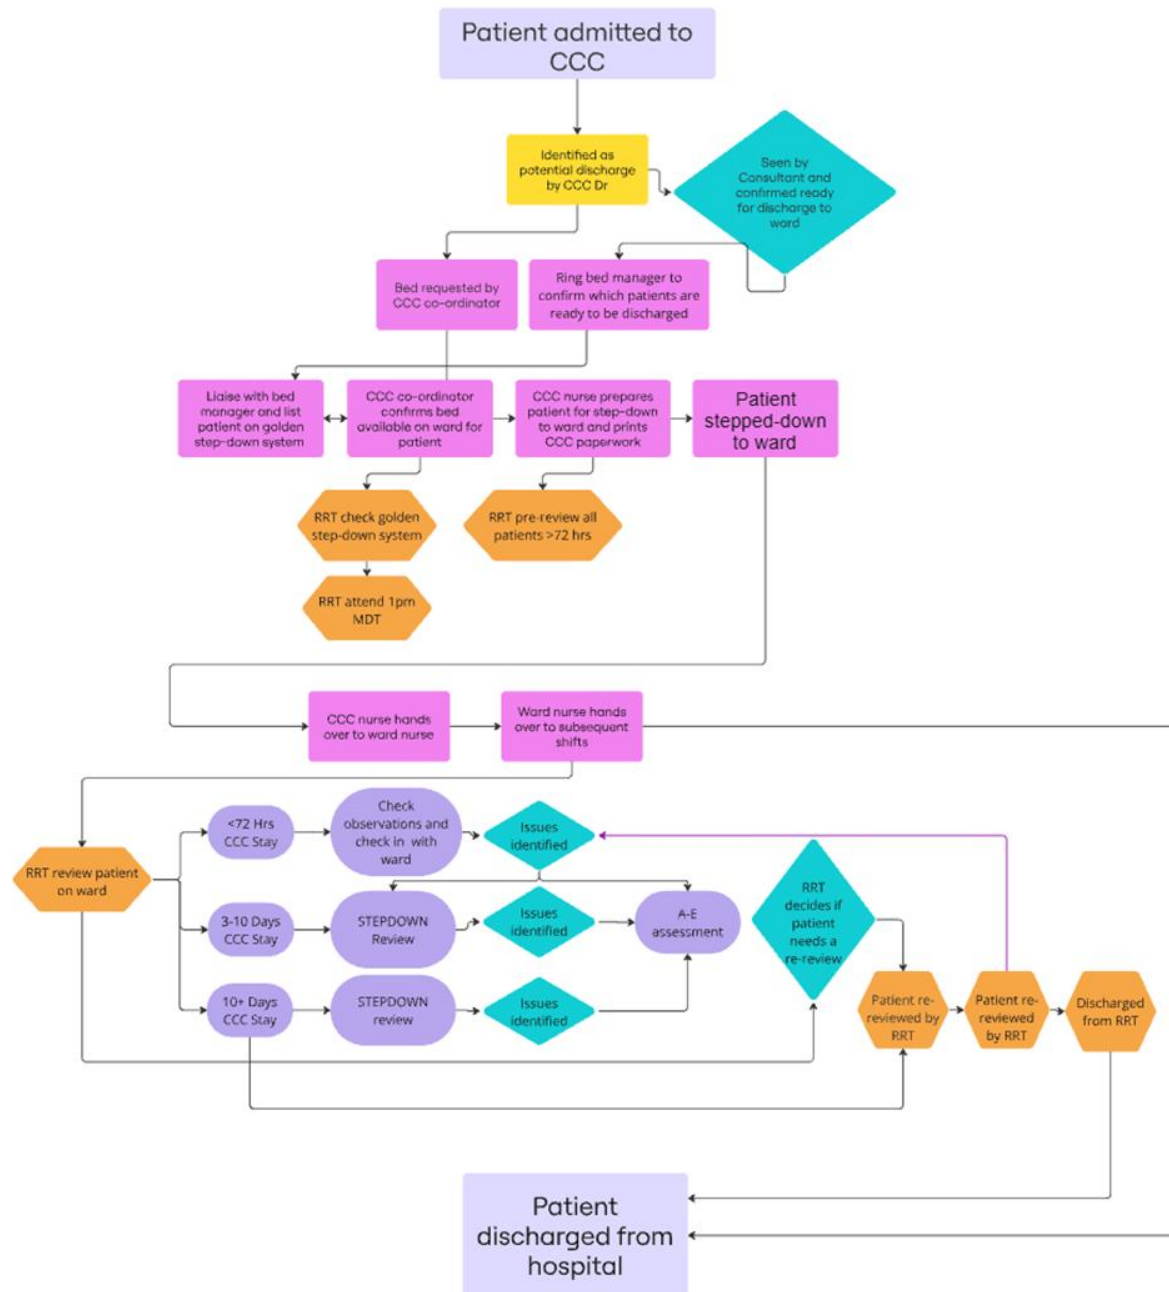 Patient admitted to
CCC
Identified as
potential discharge
by CCC Dr
Seen by
Consultant and
confirmed ready
for discharge to
ward
Bed requested by
CCC co-ordinator
Ring bed manager to
confirm which patients are
ready to be discharged
Liaise with bed
manager and list
patient on golden
step-down system
CCC co-ordinator
confirms bed
available on ward for
patient
CCC nurse prepares
patient for step-down
to ward and prints
CCC paperwork
Patient
stepped-down
to ward
RRT check golden
step-down system
RRT pre-review all
patients >72 hrs
RRT attend 1pm
MDT
CCC nurse hands
over to ward nurse
Ward nurse hands
over to subsequent
shifts
RRT review patient
on ward
<72 Hrs
CCC Stay
Check
observations and
check in with
ward
Issues
identified
3-10 Days
CCC Stay
STEPDOWN
Review
Issues
identified
A-E
assessment
10+ Days
CCC Stay
STEPDOWN
review
Issues
identified
RRT
decides if
patient
needs a
re-review
Patient re-
reviewed by
RRT
Patient re-
reviewed
by RRT
Discharged
from RRT
Patient
discharged from
hospital